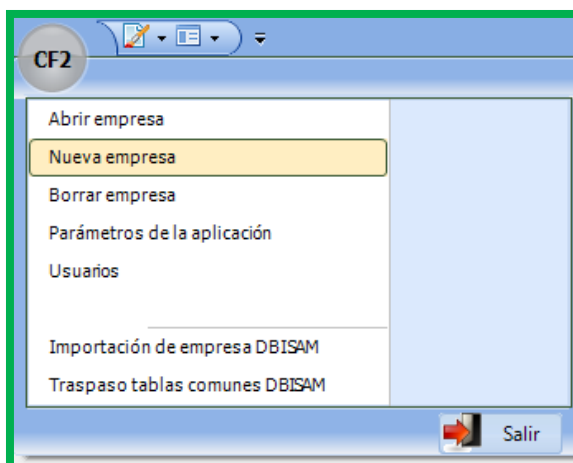 CF2
Abrir empresa
Nueva empresa
Borrar empresa
Parámetros de la aplicación
Usuarios
Importación de empresa DBISAM
Traspaso tablas comunes DBISAM
Salir